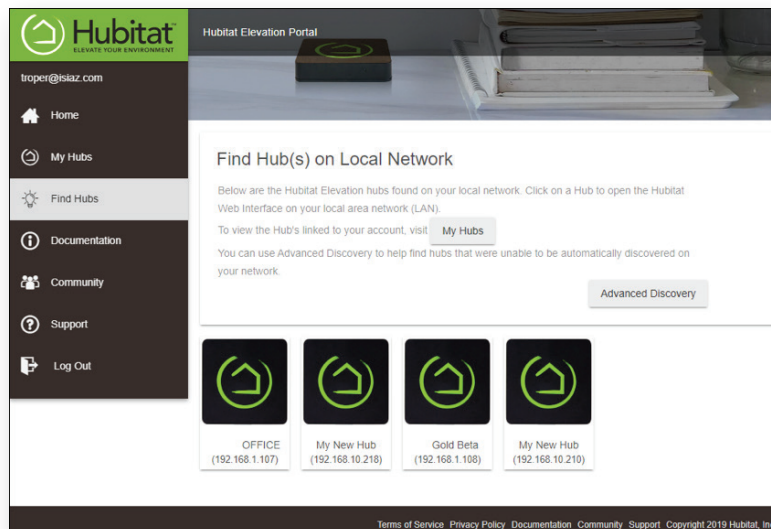 Hubitat
ELEVATE YOUR ENVIRONMENT
Hubitat Elevation Portal
troper@isiaz.com
Home
My Hubs
Find Hubs
Documentation
Community
Support
Log Out
Find Hub(s) on Local Network
Below are the Hubitat Elevation hubs found on your local network. Click on a Hub to open the Hubitat
Web Interface on your local area network (LAN).
To view the Hub's linked to your account, visit My Hubs
You can use Advanced Discovery to help find hubs that were unable to be automatically discovered on
your network.
Advanced Discovery
OFFICE
(192.168.1.107)
My New Hub
(192.168.10.218)
Gold Beta
(192.168.1.108)
My New Hub
(192.168.10.210)
Terms of Service Privacy Policy Documentation Community Support Copyright 2019 Hubitat, In